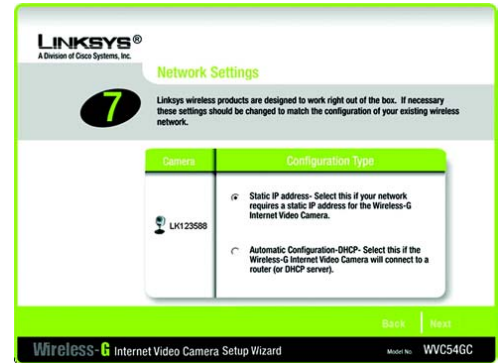 LINKSYS®
A Division of Cisco Systems, Inc.
Network Settings
7
Linksys wireless products are designed to work right out of the box. If necessary
these settings should be changed to match the configuration of your existing wireless
network.
Camera
Configuration Type
LK123588
Static IP address- Select this if your network
requires a static IP address for the Wireless-G
Internet Video Camera.
Automatic Configuration-DHCP- Select this if the
Wireless-G Internet Video Camera will connect to a
router (or DHCP server).
Back Next
Wireless-G Internet Video Camera Setup Wizard
Model No WVC54GC